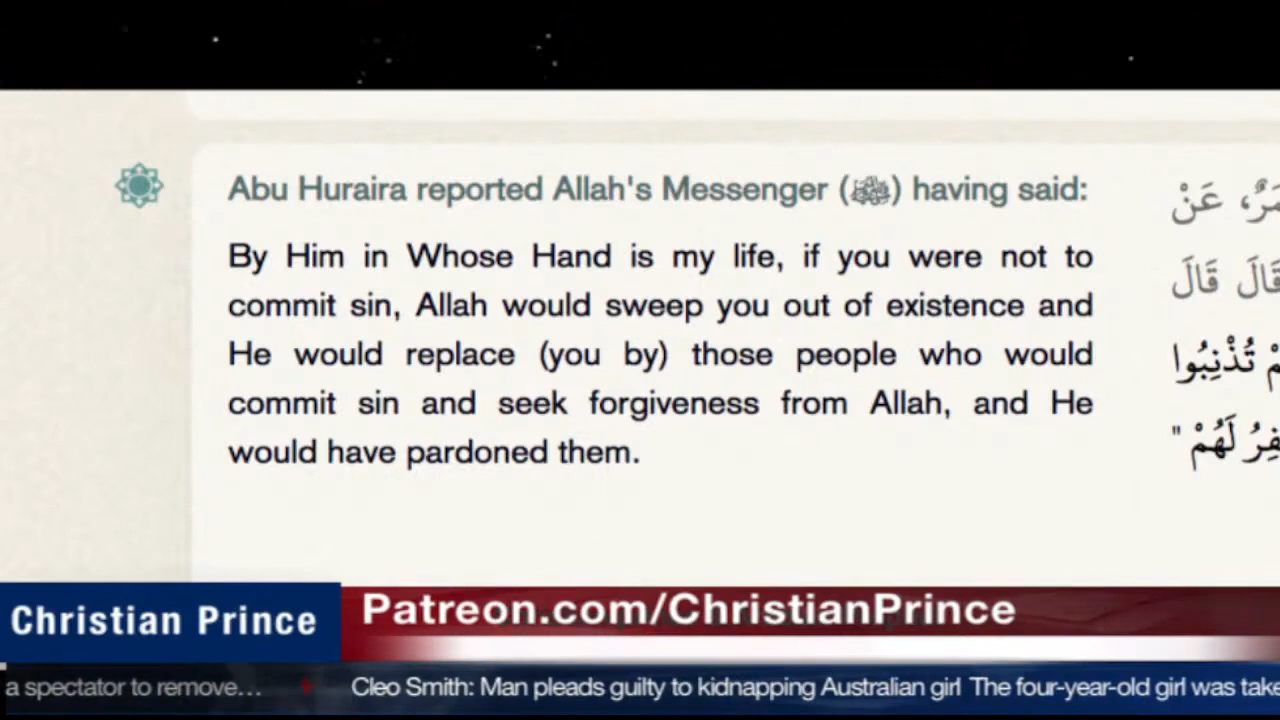 Abu Huraira reported Allah's Messenger (ﷺ) having said:
By Him in Whose Hand is my life, if you were not to
commit sin, Allah would sweep you out of existence and
He would replace (you by) those people who would
commit sin and seek forgiveness from Allah, and He
would have pardoned them.
عَنْ
قَالَ قَالَ
تُذْنِبُوا
لَهُمْ "
Christian Prince
Patreon.com/ChristianPrince
a spectator to remove… Cleo Smith: Man pleads guilty to kidnapping Australian girl The four-year-old girl was take